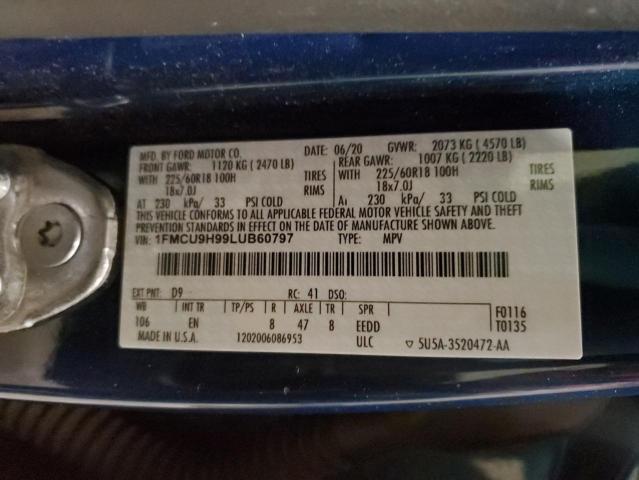 MFD. BY FORD MOTOR CO. DATE: 06/20 GVWR: 2073 KG ( 4570 LB)
FRONT GAWR: 1120 KG ( 2470 LB) REAR GAWR: 1007 KG ( 2220 LB)
WITH 225/60R18 100H TIRES WITH 225/60R18 100H TIRES
18x7.0J RIMS 18x7.0J RIMS
AT 230 kPa/ 33 PSI COLD At 230 kPa/ 33 PSI COLD
THIS VEHICLE CONFORMS TO ALL APPLICABLE FEDERAL MOTOR VEHICLE SAFETY AND THEFT
PREVENTION STANDARDS IN EFFECT ON THE DATE OF MANUFACTURE SHOWN ABOVE.
VIN: 1FMCU9H99LUB60797 TYPE: MPV
EXT PNT: D9 RC: 41 DSO:
WB INT TR TP/PS R AXLE TR SPR F0116
106 EN 8 47 8 EEDD T0135
MADE IN U.S.A. 1202006086953 ULC ▽ 5U5A-3520472-AA